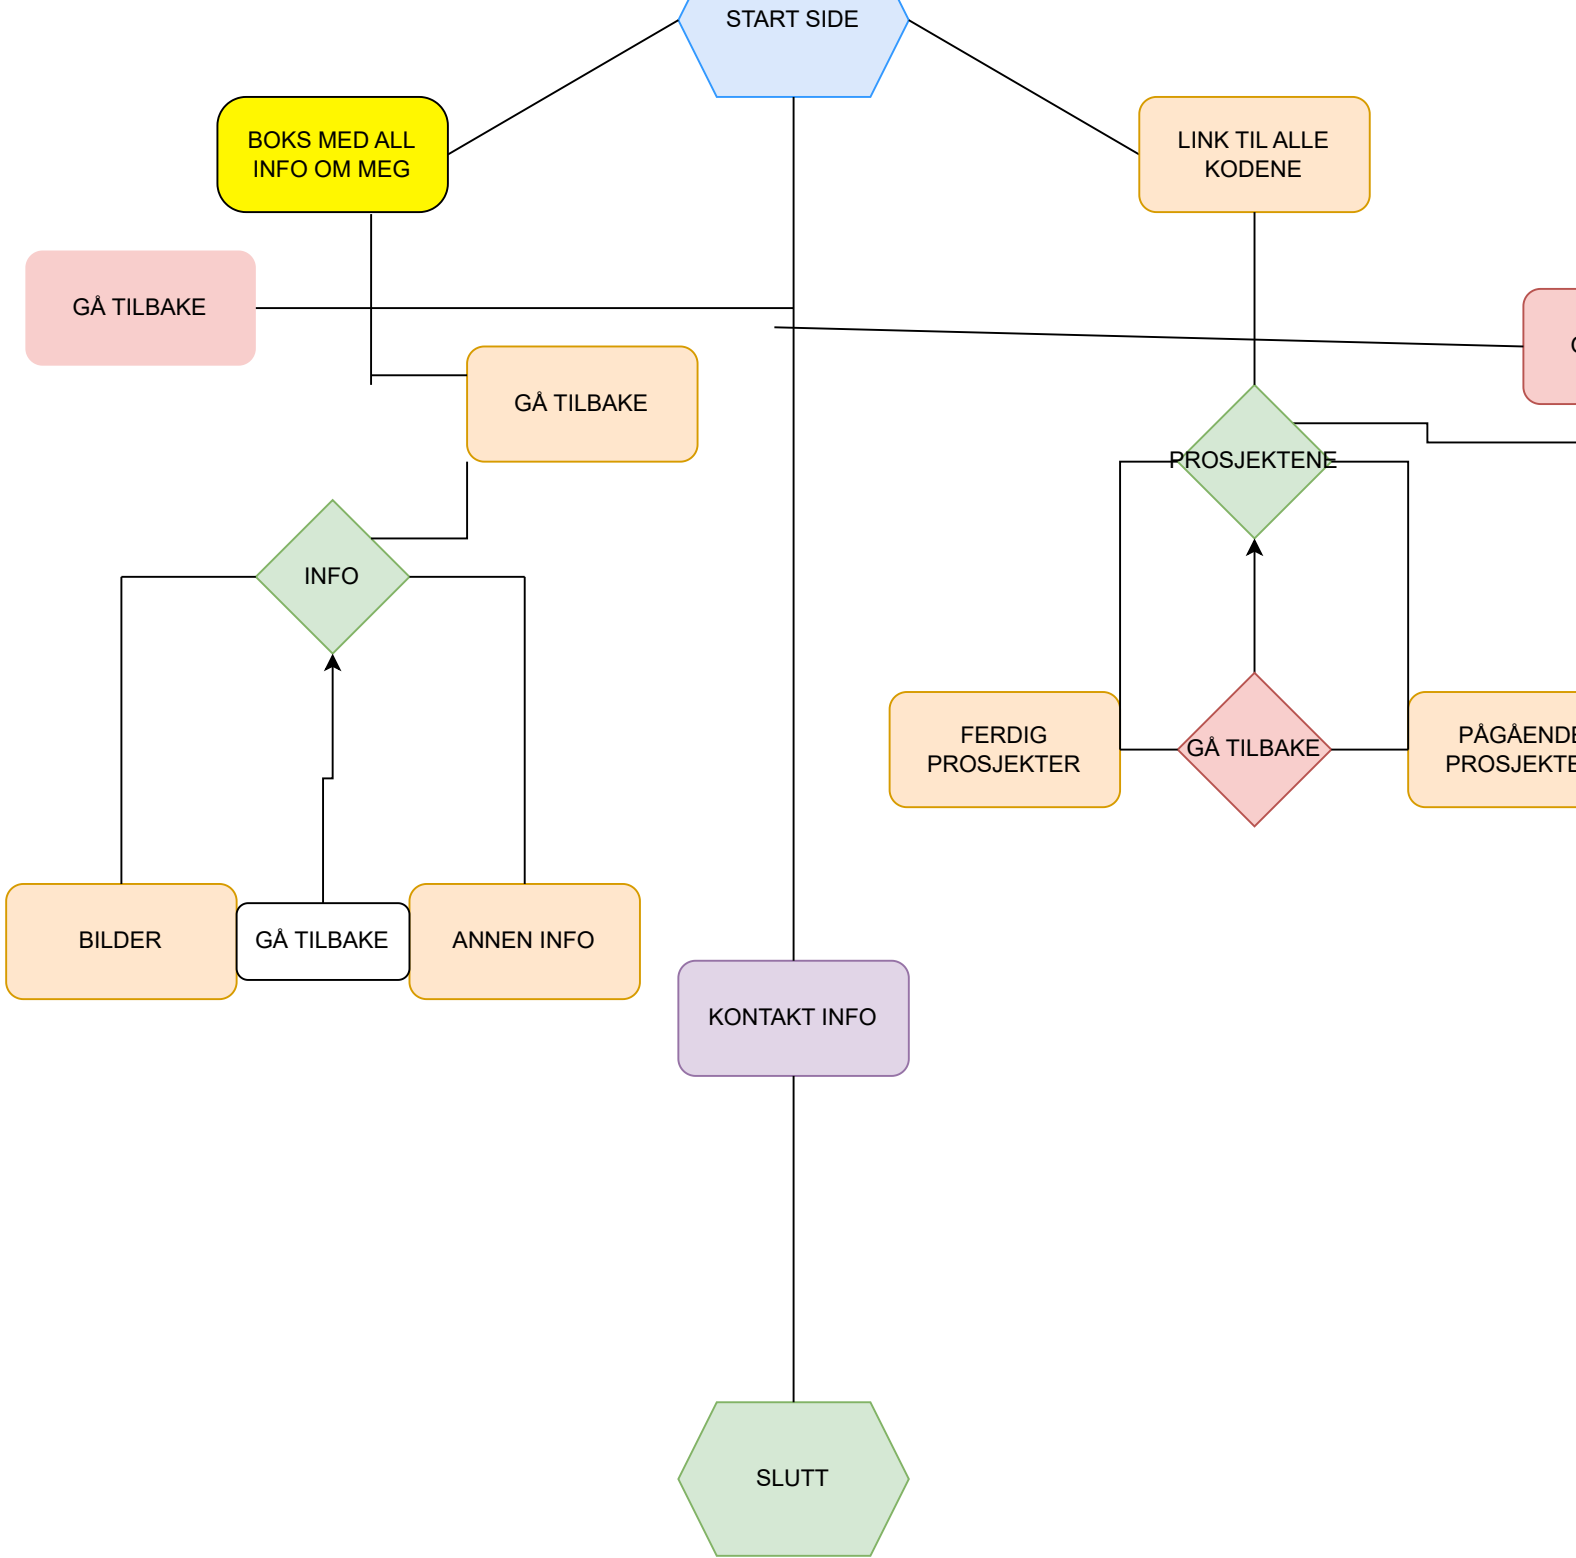 START SIDE
BOKS MED ALL
INFO OM MEG
LINK TIL ALLE
KODENE
GÅ TILBAKE
GÅ TILBAKE
PROSJEKTENE
INFO
FERDIG
PROSJEKTER
GÅ TILBAKE
BILDER
GÅ TILBAKE
ANNEN INFO
KONTAKT INFO
SLUTT